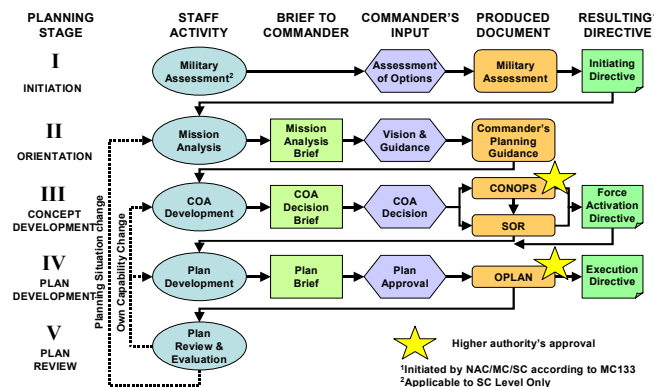 PLANNING STAGE
STAFF ACTIVITY
BRIEF TO COMMANDER
COMMANDER'S INPUT
PRODUCED DOCUMENT
RESULTING DIRECTIVE
I
INITIATION
Military
Assessment2
Assessment
of Options
Military
Assessment
Initiating
Directive
II
ORIENTATION
Mission
Analysis
Mission
Analysis
Brief
Vision &
Guidance
Commander's
Planning
Guidance
III
CONCEPT
DEVELOPMENT
COA
Development
COA
Decision
Brief
COA
Decision
CONOPS
SOR
Force
Activation
Directive
IV
PLAN
DEVELOPMENT
Plan
Development
Plan
Brief
Plan
Approval
OPLAN
Execution
Directive
V
PLAN
REVIEW
Plan
Review &
Evaluation
Planning Situation change
Own Capability Change
Higher authority's approval
1Initiated by NAC/MC/SC according to MC133
2Applicable to SC Level Only